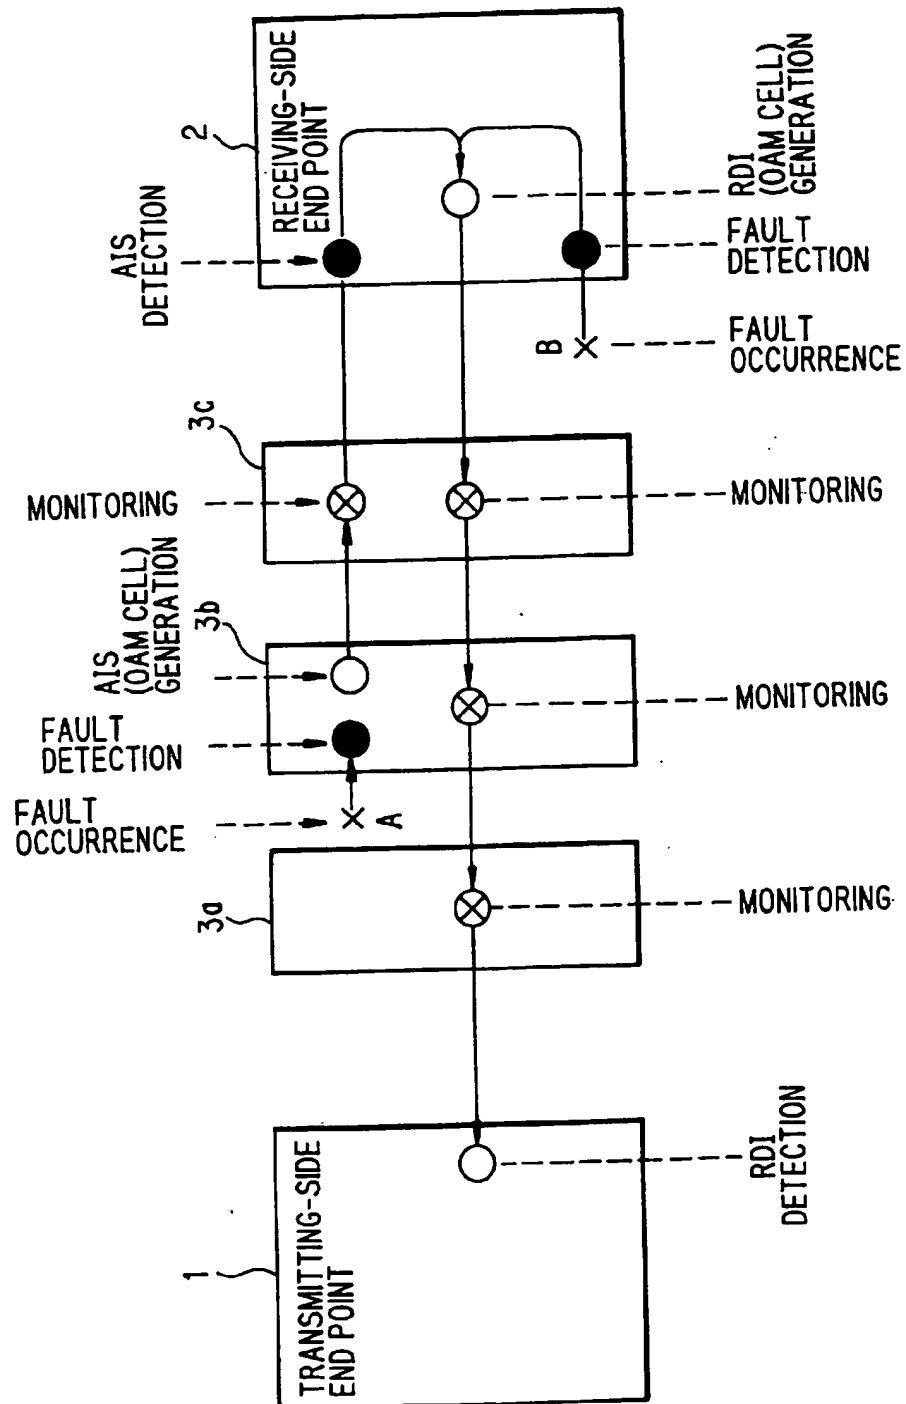 AIS
DETECTION
2
RECEIVING-SIDE
END POINT
RDI
(OAM CELL)
GENERATION
FAULT
DETECTION
B
FAULT
OCCURRENCE
3c
MONITORING
MONITORING
AIS
(OAM CELL)
GENERATION
3b
FAULT
DETECTION
MONITORING
FAULT
OCCURRENCE
A
3a
MONITORING
1
TRANSMITTING-SIDE
END POINT
RDI
DETECTION